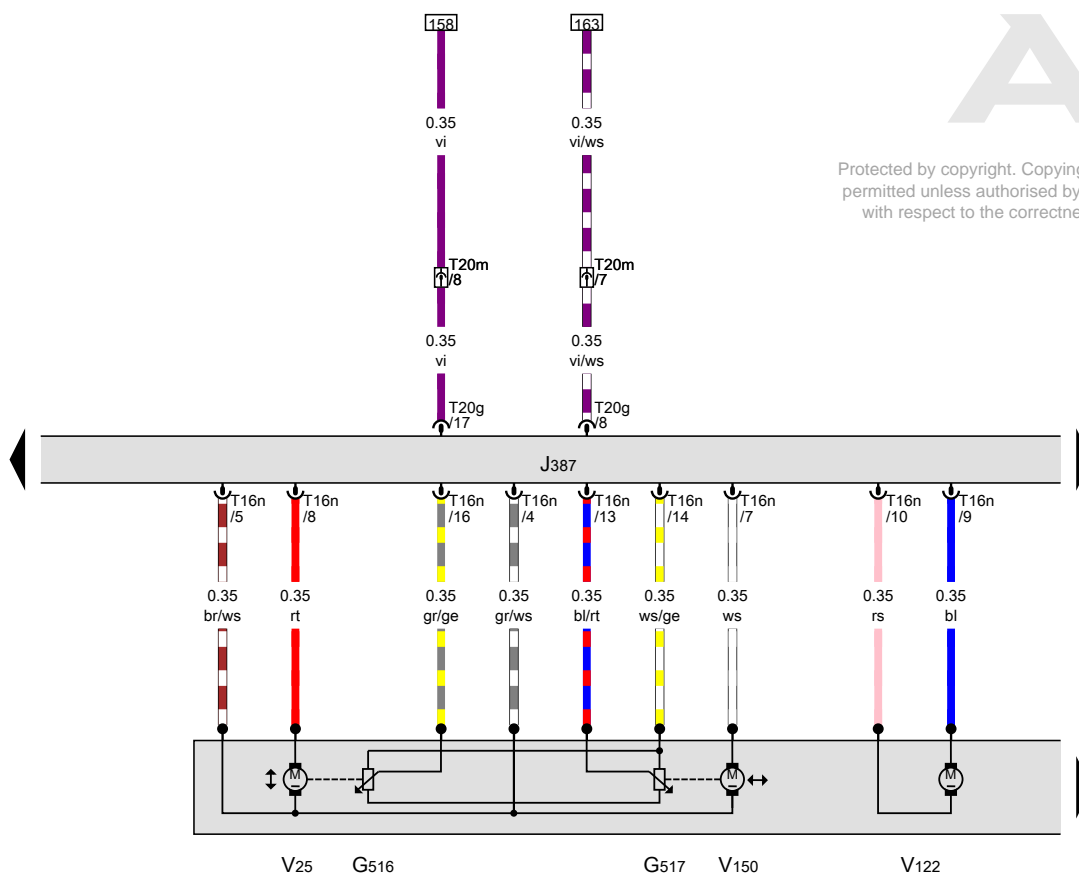 158 163
0.35 0.35
vi vi/ws
Protected by copyright. Copying
permitted unless authorised by
with respect to the correctne
T20m T20m
/8 /7
0.35 0.35
vi vi/ws
T20g T20g
/17 /8
J387
T16n T16n T16n T16n T16n T16n T16n T16n T16n
/5 /8 /16 /4 /13 /14 /7 /10 /9
0.35 0.35 0.35 0.35 0.35 0.35 0.35 0.35 0.35
br/ws rt gr/ge gr/ws bl/rt ws/ge ws rs bl
M M M
V25 G516 G517 V150 V122